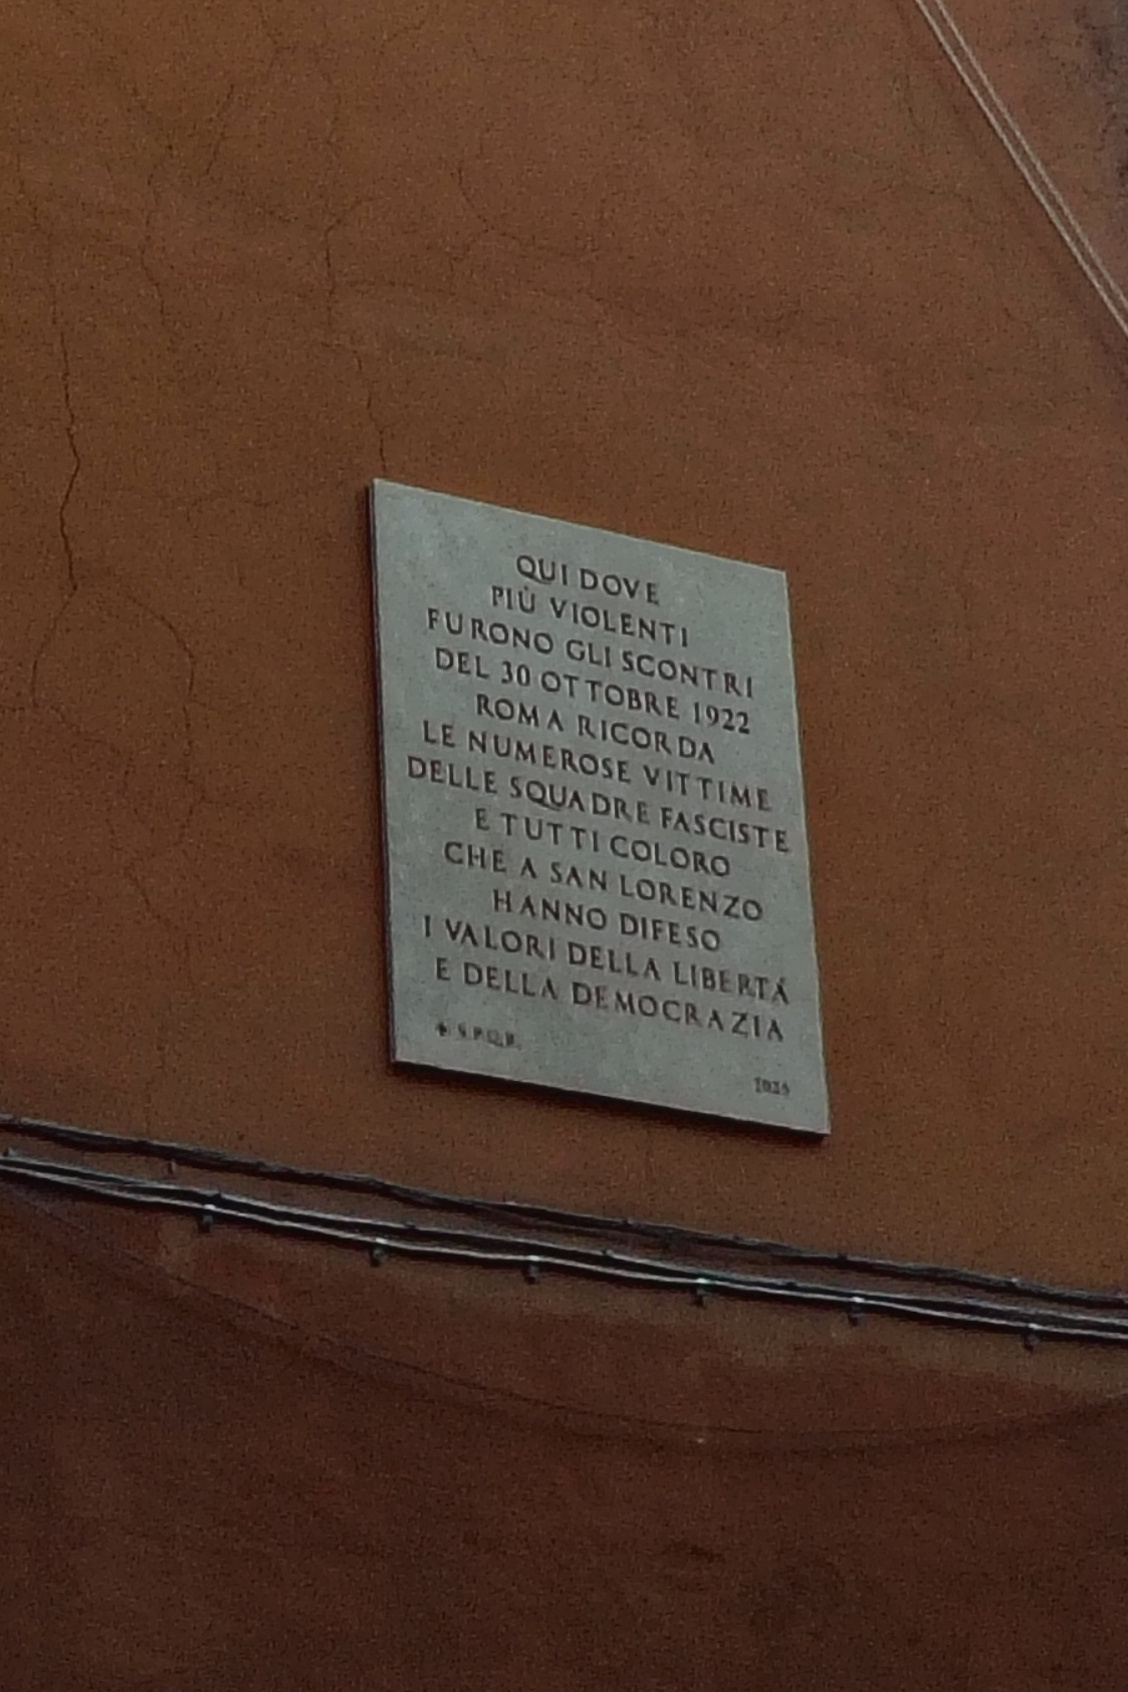 QUI DOVE
PIÙ VIOLENTI
FURONO GLI SCONTRI
DEL 30 OTTOBRE 1922
ROMA RICORDA
LE NUMEROSE VITTIME
DELLE SQUADRE FASCISTE
E TUTTI COLORO
CHE A SAN LORENZO
HANNO DIFESO
I VALORI DELLA LIBERTÁ
E DELLA DEMOCRAZIA
S.P.Q.R.